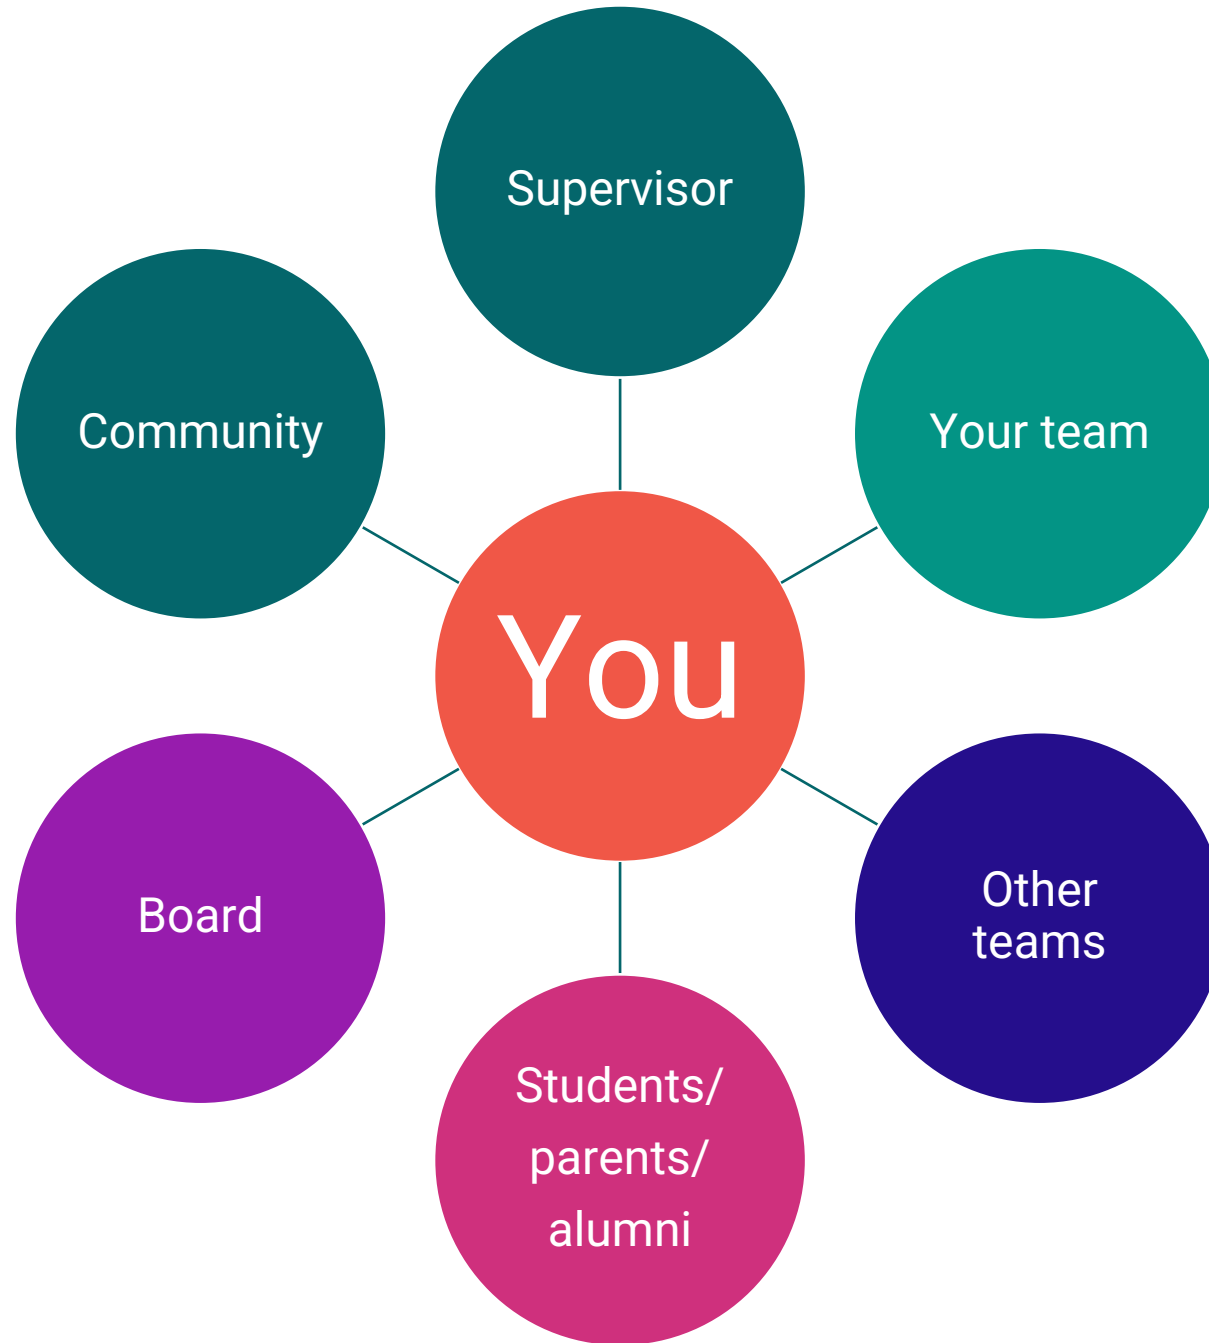 Supervisor
Community
Your team
You
Board
Other
teams
Students/
parents/
alumni